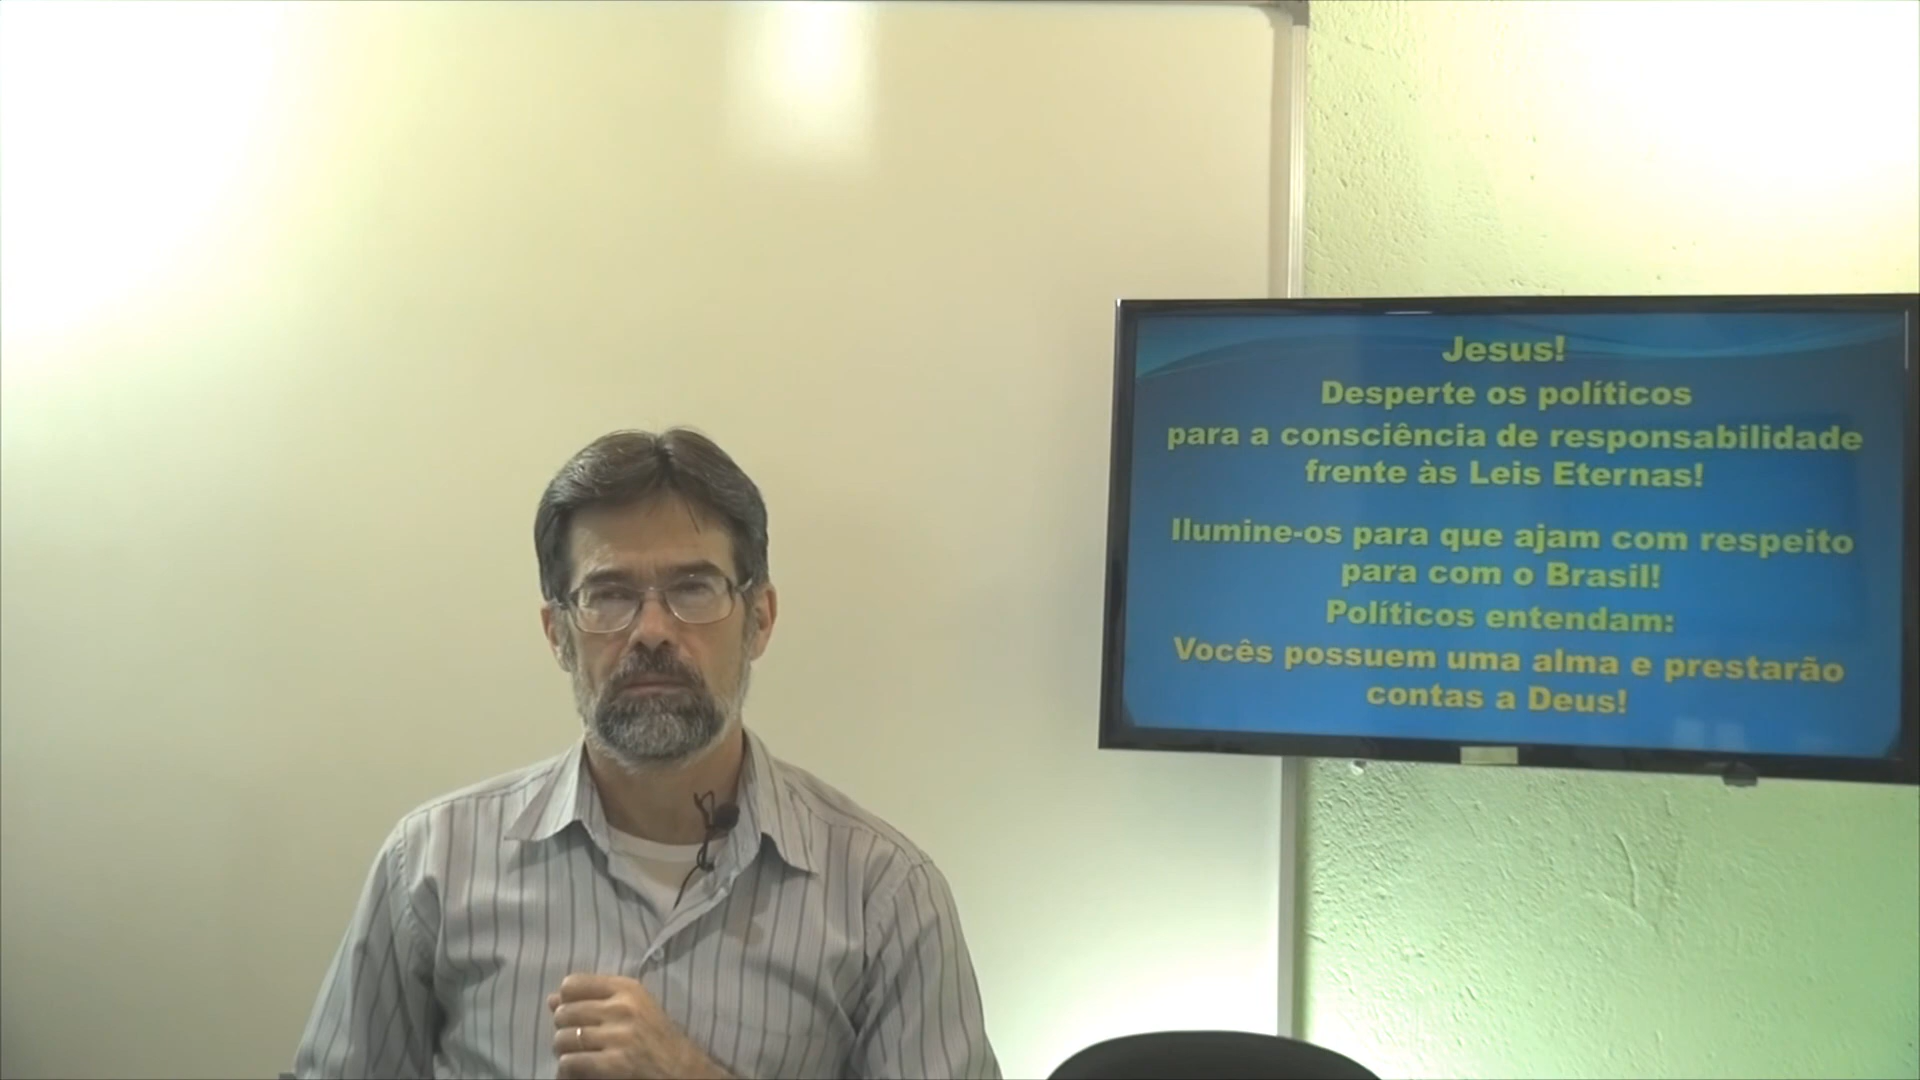 Jesus!
Desperte os políticos
para a consciência de responsabilidade
frente às Leis Eternas!
Ilumine-os para que ajam com respeito
para com o Brasil!
Políticos entendam:
Vocês possuem uma alma e prestarão
contas a Deus!